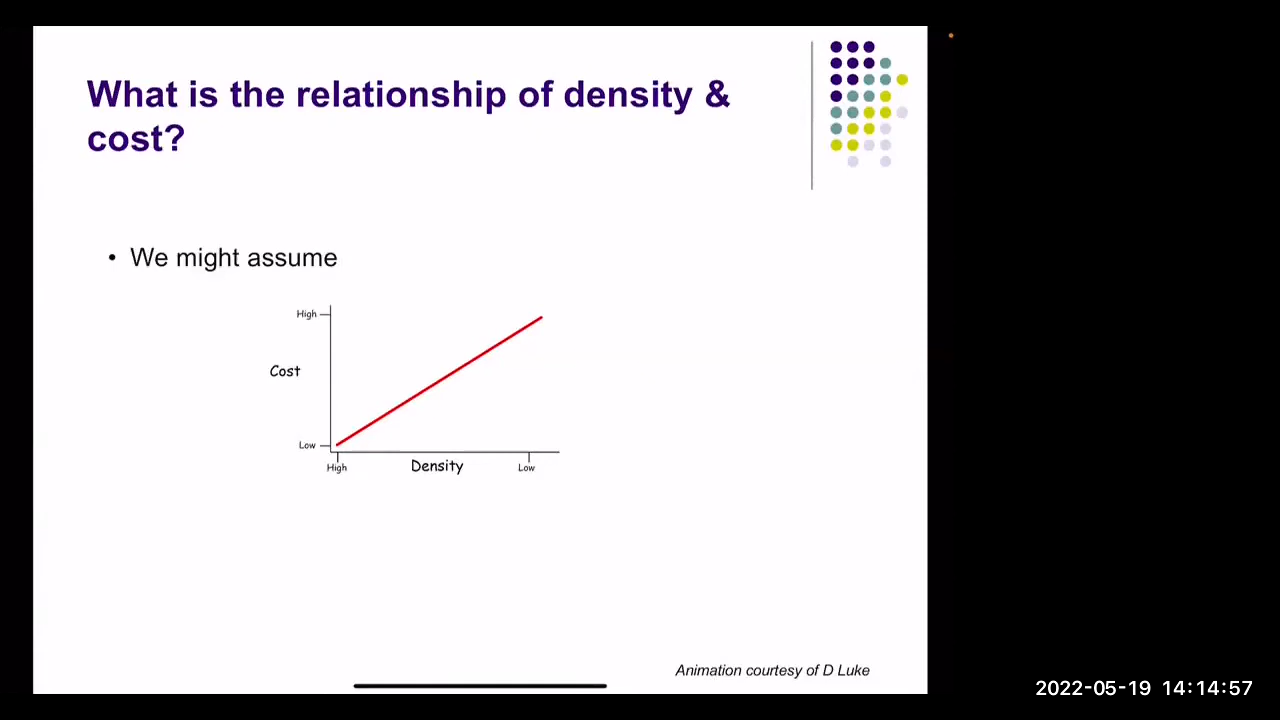 What is the relationship of density &
cost?
• We might assume
High
Cost
Low
High
Density
Low
Animation courtesy of D Luke
2022-05-19 14:14:57